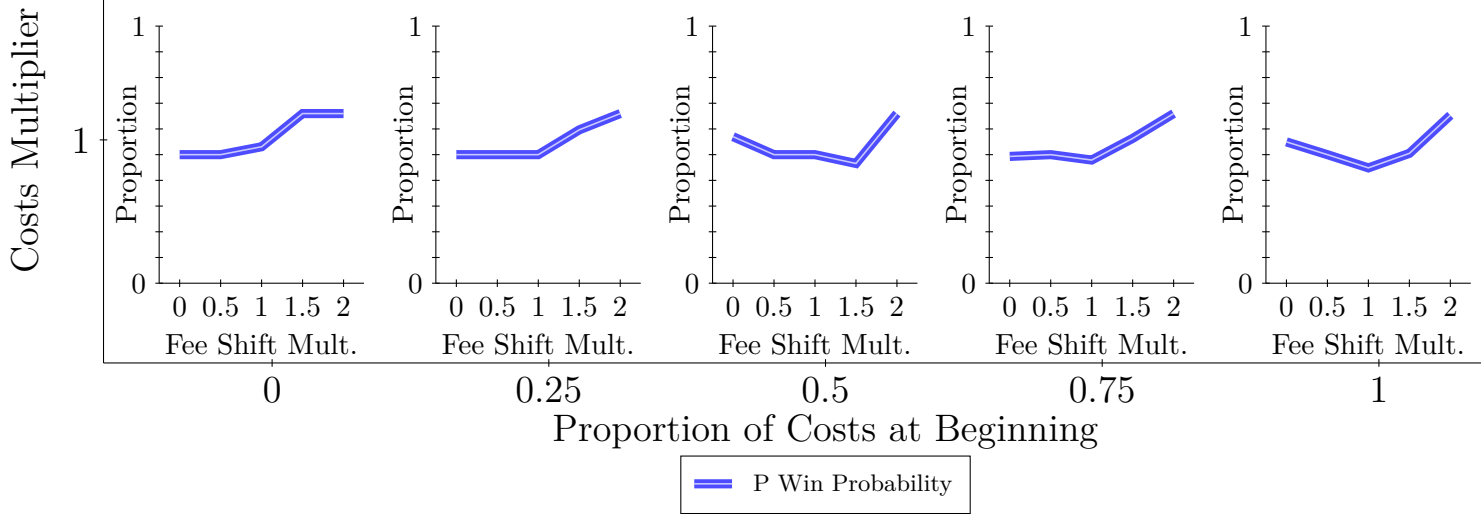 Costs Multiplier
1
1
0
Proportion
0 0.5 1 1.5 2
Fee Shift Mult.
1
0
Proportion
0 0.5 1 1.5 2
Fee Shift Mult.
1
0
Proportion
0 0.5 1 1.5 2
Fee Shift Mult.
1
0
Proportion
0 0.5 1 1.5 2
Fee Shift Mult.
1
0
Proportion
0 0.5 1 1.5 2
Fee Shift Mult.
0 0.25 0.5 0.75 1
Proportion of Costs at Beginning
P Win Probability